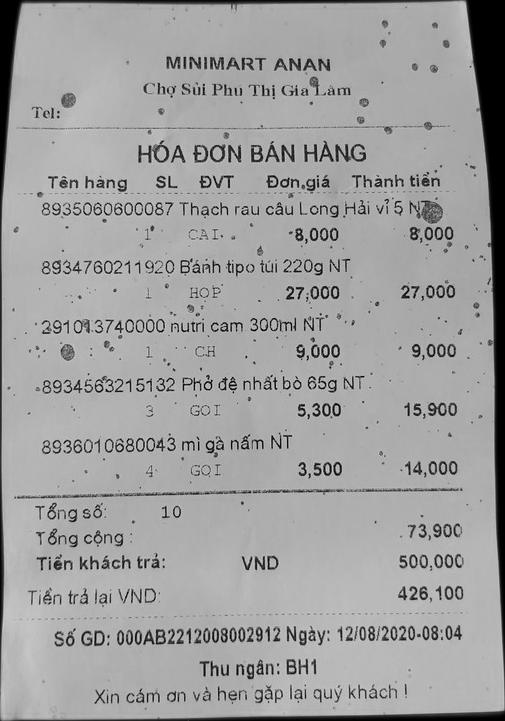 MINIMART ANAN
Chợ Sủi Phú Thị Gia Lâm
Tel:
HÓA ĐƠN BÁN HÀNG
Tên hàng SL ĐVT Đơn giá Thành tiền
8935060600087 Thạch rau câu Long Hải vỉ 5 NT
1 CAI 8,000 8,000
8934760211920 Bánh tipo túi 220g NT
1 HOP 27,000 27,000
291013740000 nutri cam 300ml NT
1 CH 9,000 9,000
8934563215132 Phở đệ nhất bò 65g NT
3 GOI 5,300 15,900
8936010680043 mì gà nấm NT
4 GOI 3,500 14,000
Tổng số: 10
Tổng cộng : 73,900
Tiền khách trả: VND 500,000
Tiền trả lại VND: 426,100
Số GD: 000AB2212008002912 Ngày: 12/08/2020-08:04
Thu ngân: BH1
Xin cám ơn và hẹn gặp lại quý khách !